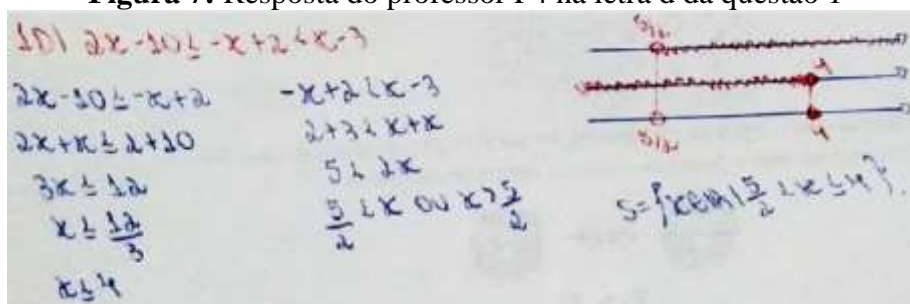 Figura 7: Resposta do professor P4 na letra d da questão 1
1D) 2x-10≤-x+2<x-3
2x-10≤-x+2
2x+x≤2+10
3x≤12
x≤12/3
x≤4
-x+2<x-3
2+3<x+x
5<2x
5/2<x ou x>5/2
5/2
4
5/2
4
S={x∈ℝ|5/2<x≤4}.